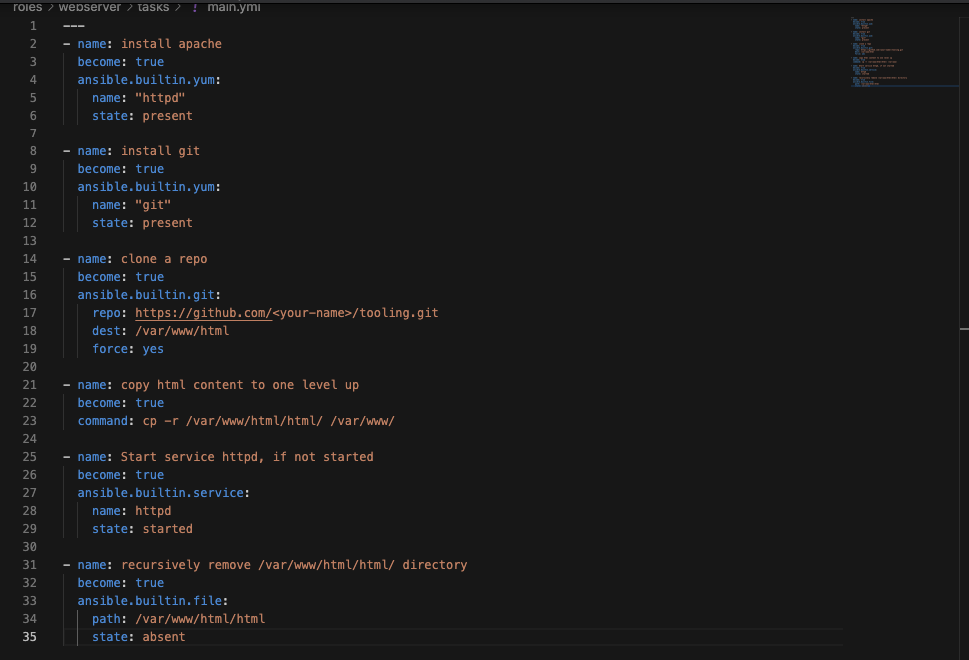 roles > webserver > tasks > ! main.yml
1 ---
2 - name: install apache
3   become: true
4   ansible.builtin.yum:
5     name: "httpd"
6     state: present
7
8 - name: install git
9   become: true
10   ansible.builtin.yum:
11     name: "git"
12     state: present
13
14 - name: clone a repo
15   become: true
16   ansible.builtin.git:
17     repo: https://github.com/<your-name>/tooling.git
18     dest: /var/www/html
19     force: yes
20
21 - name: copy html content to one level up
22   become: true
23   command: cp -r /var/www/html/html/ /var/www/
24
25 - name: Start service httpd, if not started
26   become: true
27   ansible.builtin.service:
28     name: httpd
29     state: started
30
31 - name: recursively remove /var/www/html/html/ directory
32   become: true
33   ansible.builtin.file:
34     path: /var/www/html/html
35     state: absent